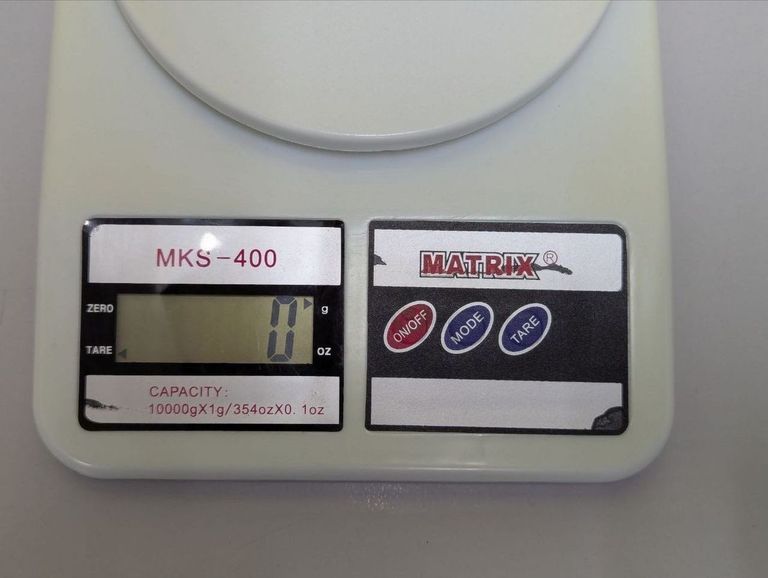 MKS-400
ZERO
0
g
TARE
oz
CAPACITY:
10000gX1g/354ozX0.1oz
MATRIX®
ON/OFF
MODE
TARE